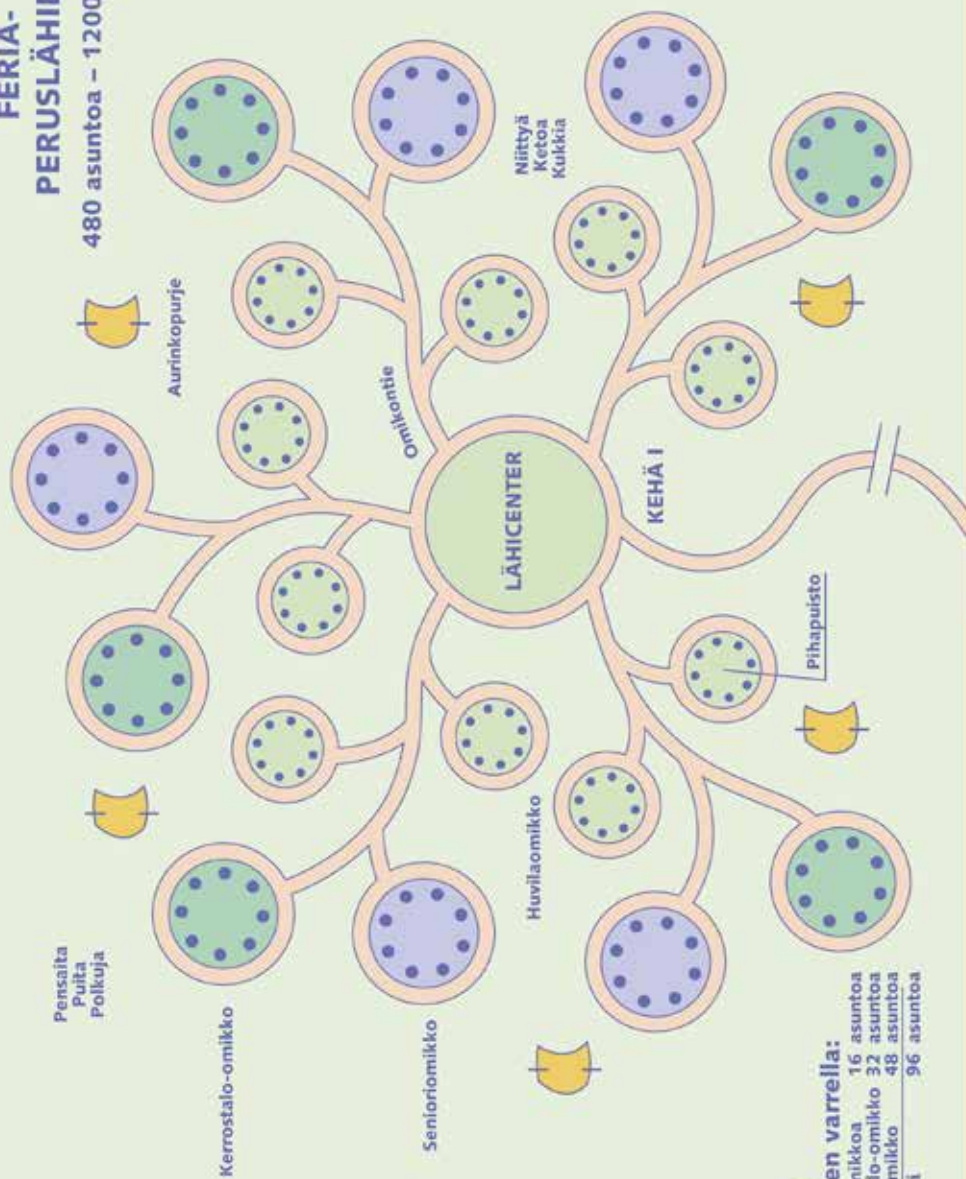 FERIA-
PERUSLÄHI
480 asuntoa – 1200
Pensaita
Puita
Polkuja
Aurinkopurje
Kerrostalo-omikko
Omikontie
Senioriomikko
LÄHICENTER
Niittyä
Ketoa
Kukkia
Huvilaomikko
KEHÄ I
Pihapuisto
en varrella:
nikkoa 16 asuntoa
lo-omikko 32 asuntoa
mikko 48 asuntoa
i 96 asuntoa